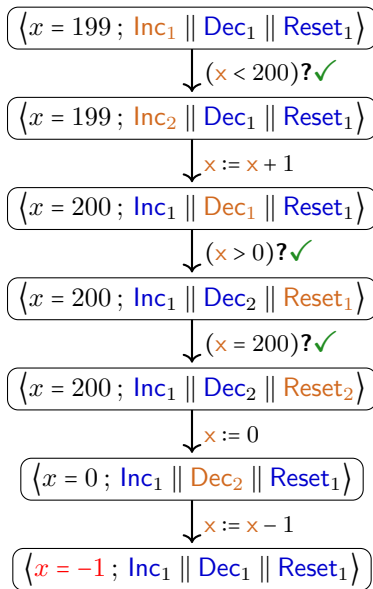 ⟨x = 199 ; Inc₁ || Dec₁ || Reset₁⟩
(x < 200)?✓
⟨x = 199 ; Inc₂ || Dec₁ || Reset₁⟩
x := x + 1
⟨x = 200 ; Inc₁ || Dec₁ || Reset₁⟩
(x > 0)?✓
⟨x = 200 ; Inc₁ || Dec₂ || Reset₁⟩
(x = 200)?✓
⟨x = 200 ; Inc₁ || Dec₂ || Reset₂⟩
x := 0
⟨x = 0 ; Inc₁ || Dec₂ || Reset₁⟩
x := x − 1
⟨x = −1 ; Inc₁ || Dec₁ || Reset₁⟩